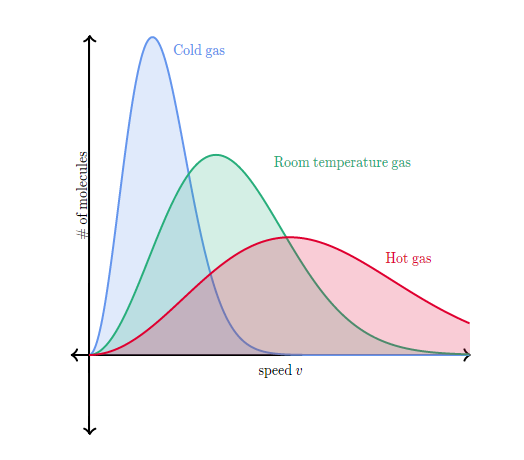 Cold gas
Room temperature gas
# of molecules
Hot gas
speed v